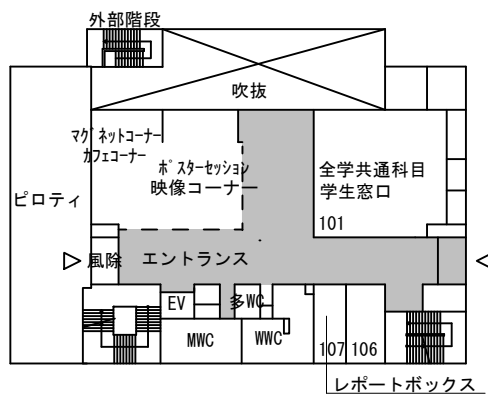 外部階段
吹抜
マグネットコーナー
カフェコーナー
ポスターセッション
映像コーナー
全学共通科目
学生窓口
101
ピロティ
風除
エントランス
EV
多WC
MWC
WWC
107
106
レポートボックス